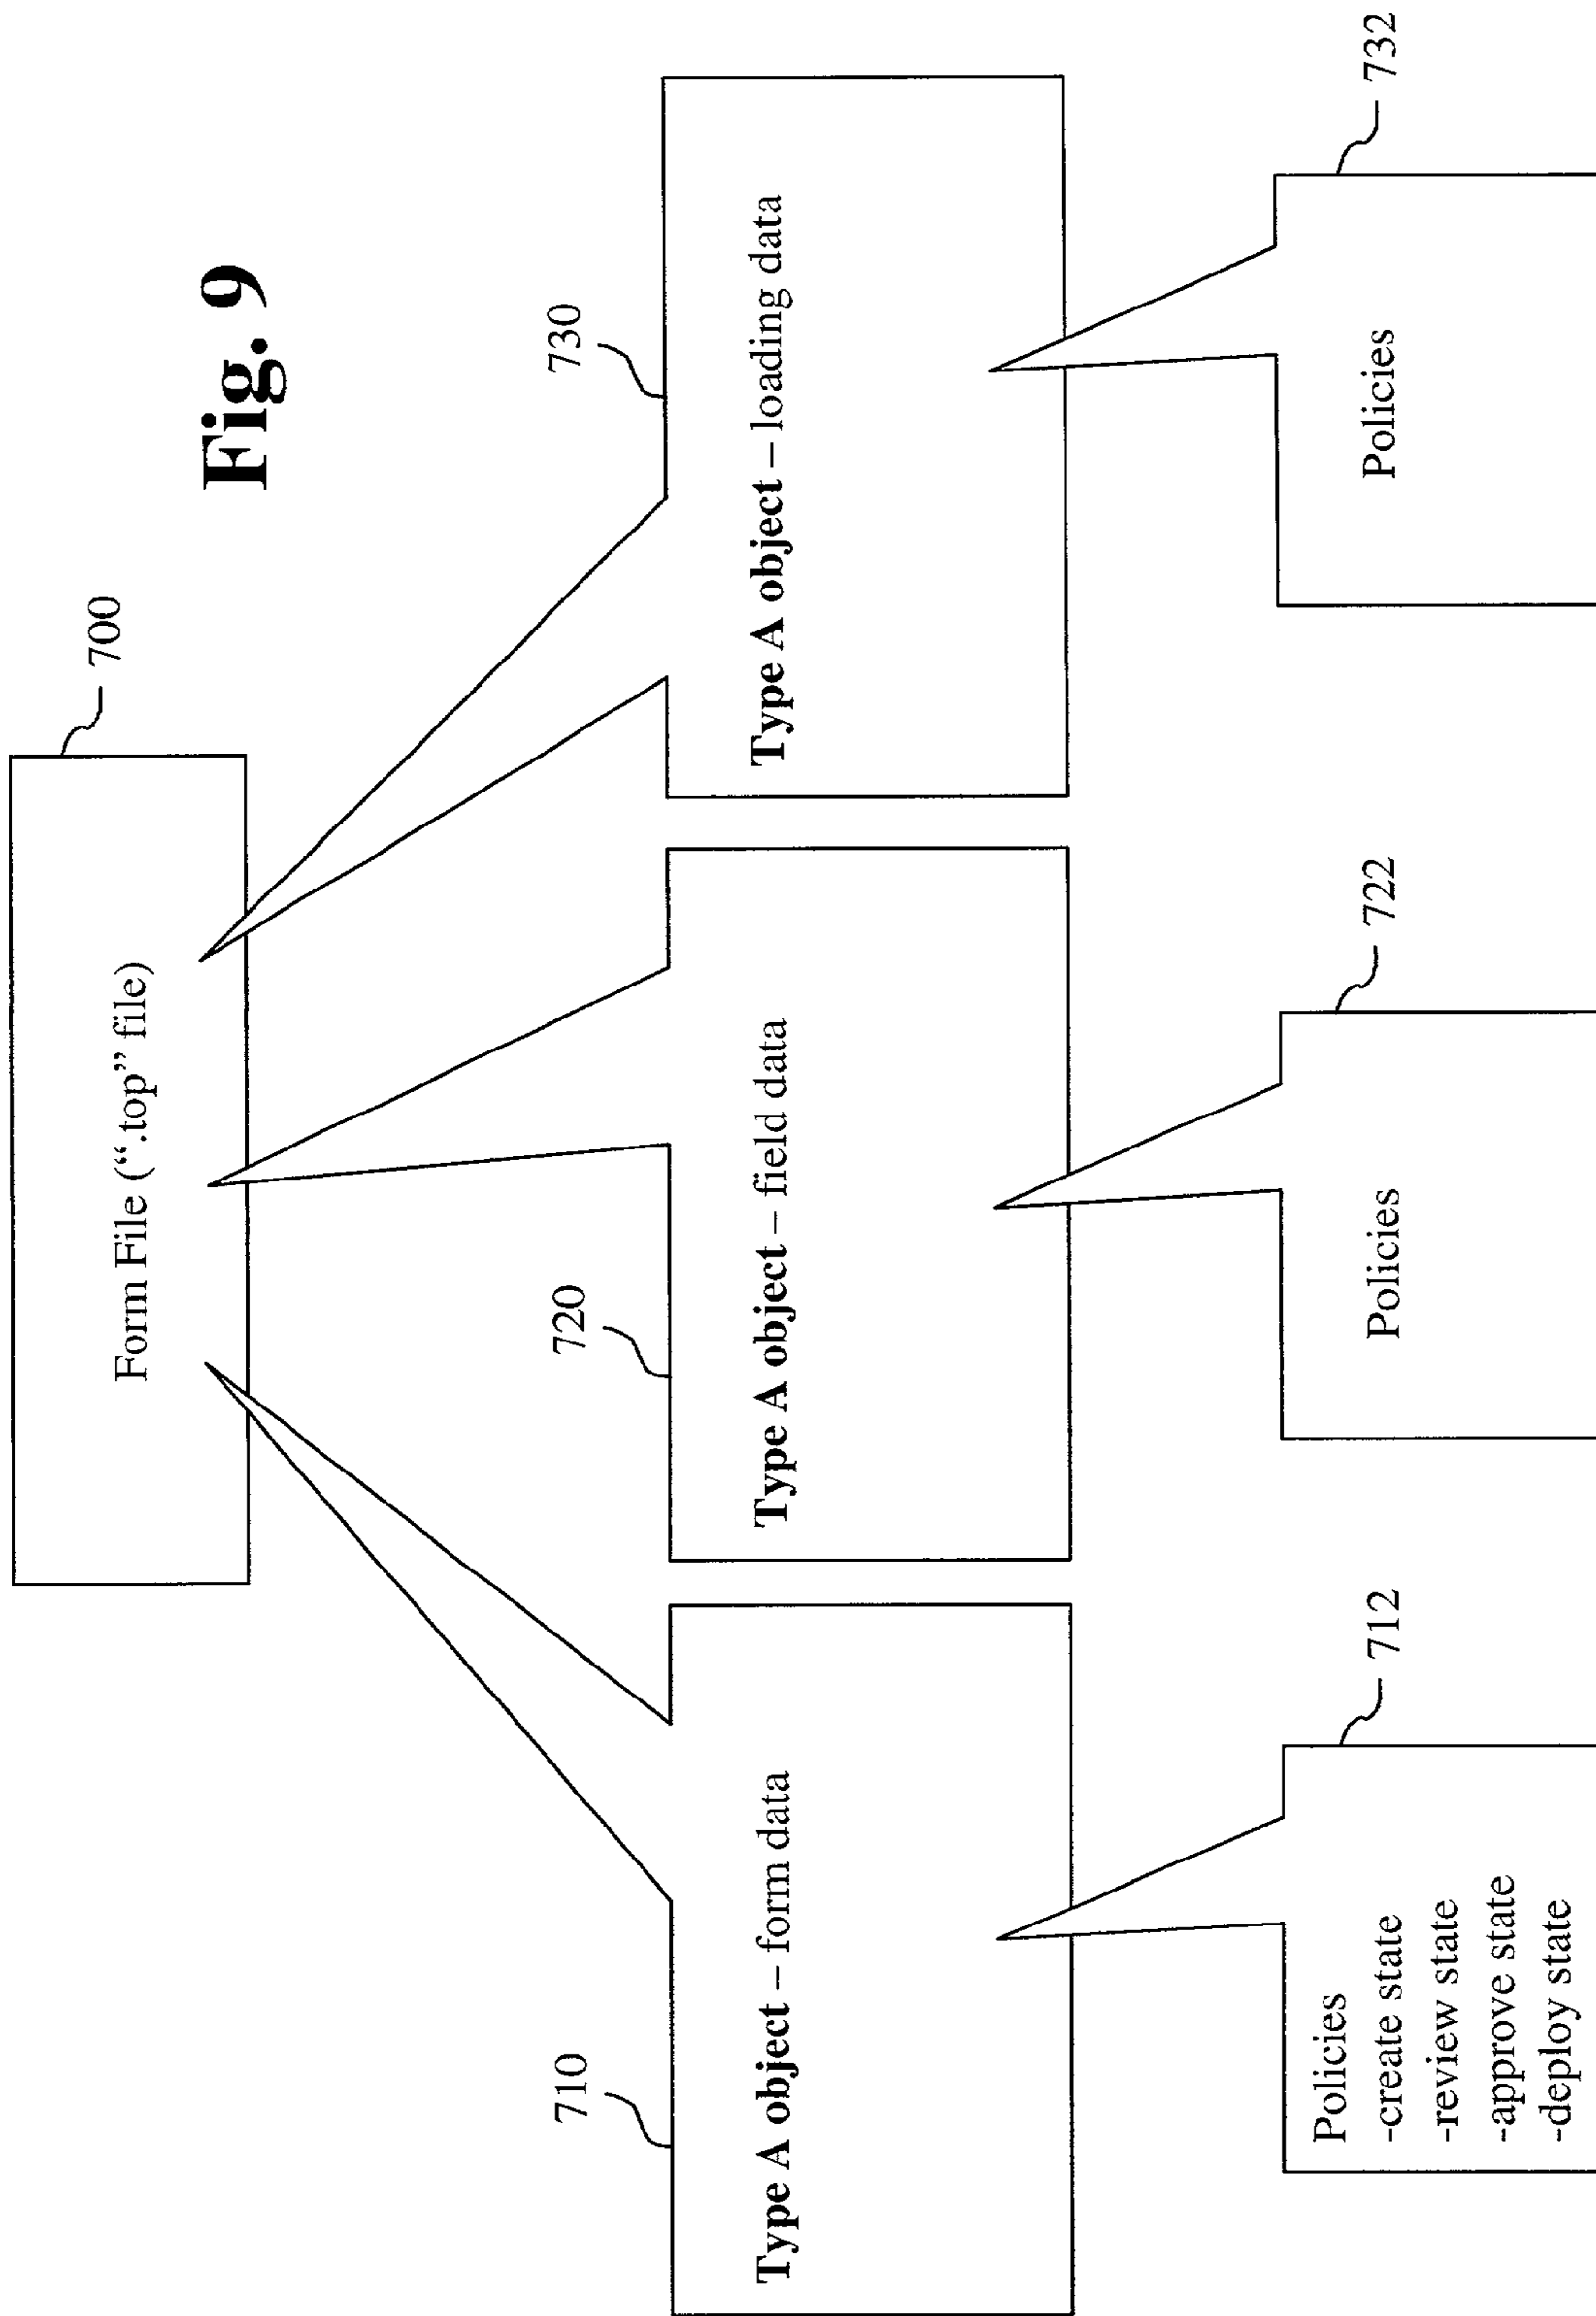 Fig. 9
700
Form File (“.top” file)
710
Type A object – form data
720
Type A object – field data
730
Type A object – loading data
712
Policies
-create state
-review state
-approve state
-deploy state
722
Policies
732
Policies